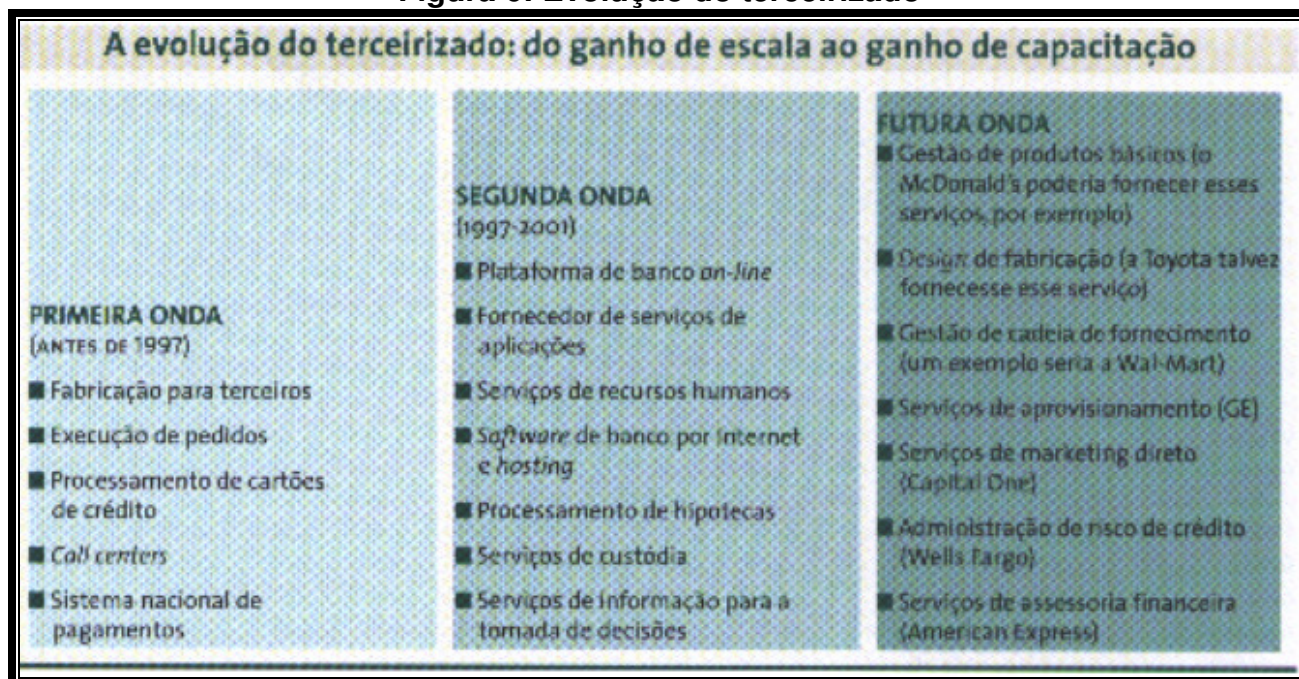 A evolução do terceirizado: do ganho de escala ao ganho de capacitação
PRIMEIRA ONDA
(ANTES DE 1997)
■ Fabricação para terceiros
■ Execução de pedidos
■ Processamento de cartões
de crédito
■ Call centers
■ Sistema nacional de
pagamentos
SEGUNDA ONDA
(1997-2001)
■ Plataforma de banco on-line
■ Fornecedor de serviços de
aplicações
■ Serviços de recursos humanos
■ Software de banco por Internet
e hosting
■ Processamento de hipotecas
■ Serviços de custódia
■ Serviços de informação para a
tomada de decisões
FUTURA ONDA
■ Gestão de produtos básicos (o
McDonald's poderia fornecer esses
serviços, por exemplo)
■ Design de fabricação (a Toyota talvez
fornecesse esse serviço)
■ Gestão de cadeia de fornecimento
(um exemplo seria a Wal-Mart)
■ Serviços de aprovisionamento (GE)
■ Serviços de marketing direto
(Capital One)
■ Administração de risco de crédito
(Wells Fargo)
■ Serviços de assessoria financeira
(American Express)